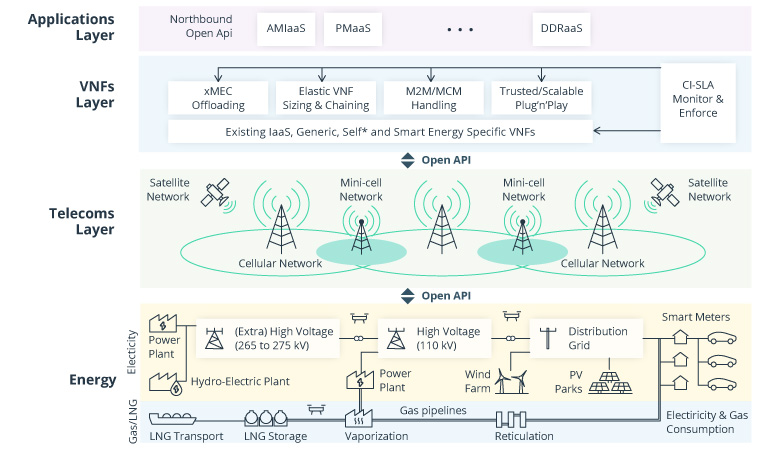 Applications
Layer
Northbound
Open Api
AMIaaS
PMaaS
• • •
DDRaaS
VNFs
Layer
xMEC
Offloading
Elastic VNF
Sizing & Chaining
M2M/MCM
Handling
Trusted/Scalable
Plug'n'Play
CI-SLA
Monitor &
Enforce
Existing IaaS, Generic, Self* and Smart Energy Specific VNFs
Open API
Telecoms
Layer
Satellite
Network
Mini-cell
Network
Mini-cell
Network
Satellite
Network
Cellular Network
Cellular Network
Open API
Energy
Electicity
Power
Plant
(Extra) High Voltage
(265 to 275 kV)
High Voltage
(110 kV)
Distribution
Grid
Smart Meters
Hydro-Electric Plant
Power
Plant
Wind
Farm
PV
Parks
Gas/LNG
LNG Transport
LNG Storage
Vaporization
Gas pipelines
Reticulation
Electicity & Gas
Consumption